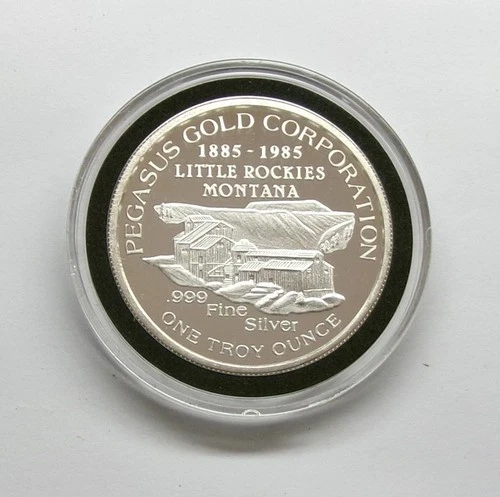 PEGASUS GOLD CORPORATION
1885 - 1985
LITTLE ROCKIES
MONTANA
.999
Fine
Silver
ONE TROY OUNCE